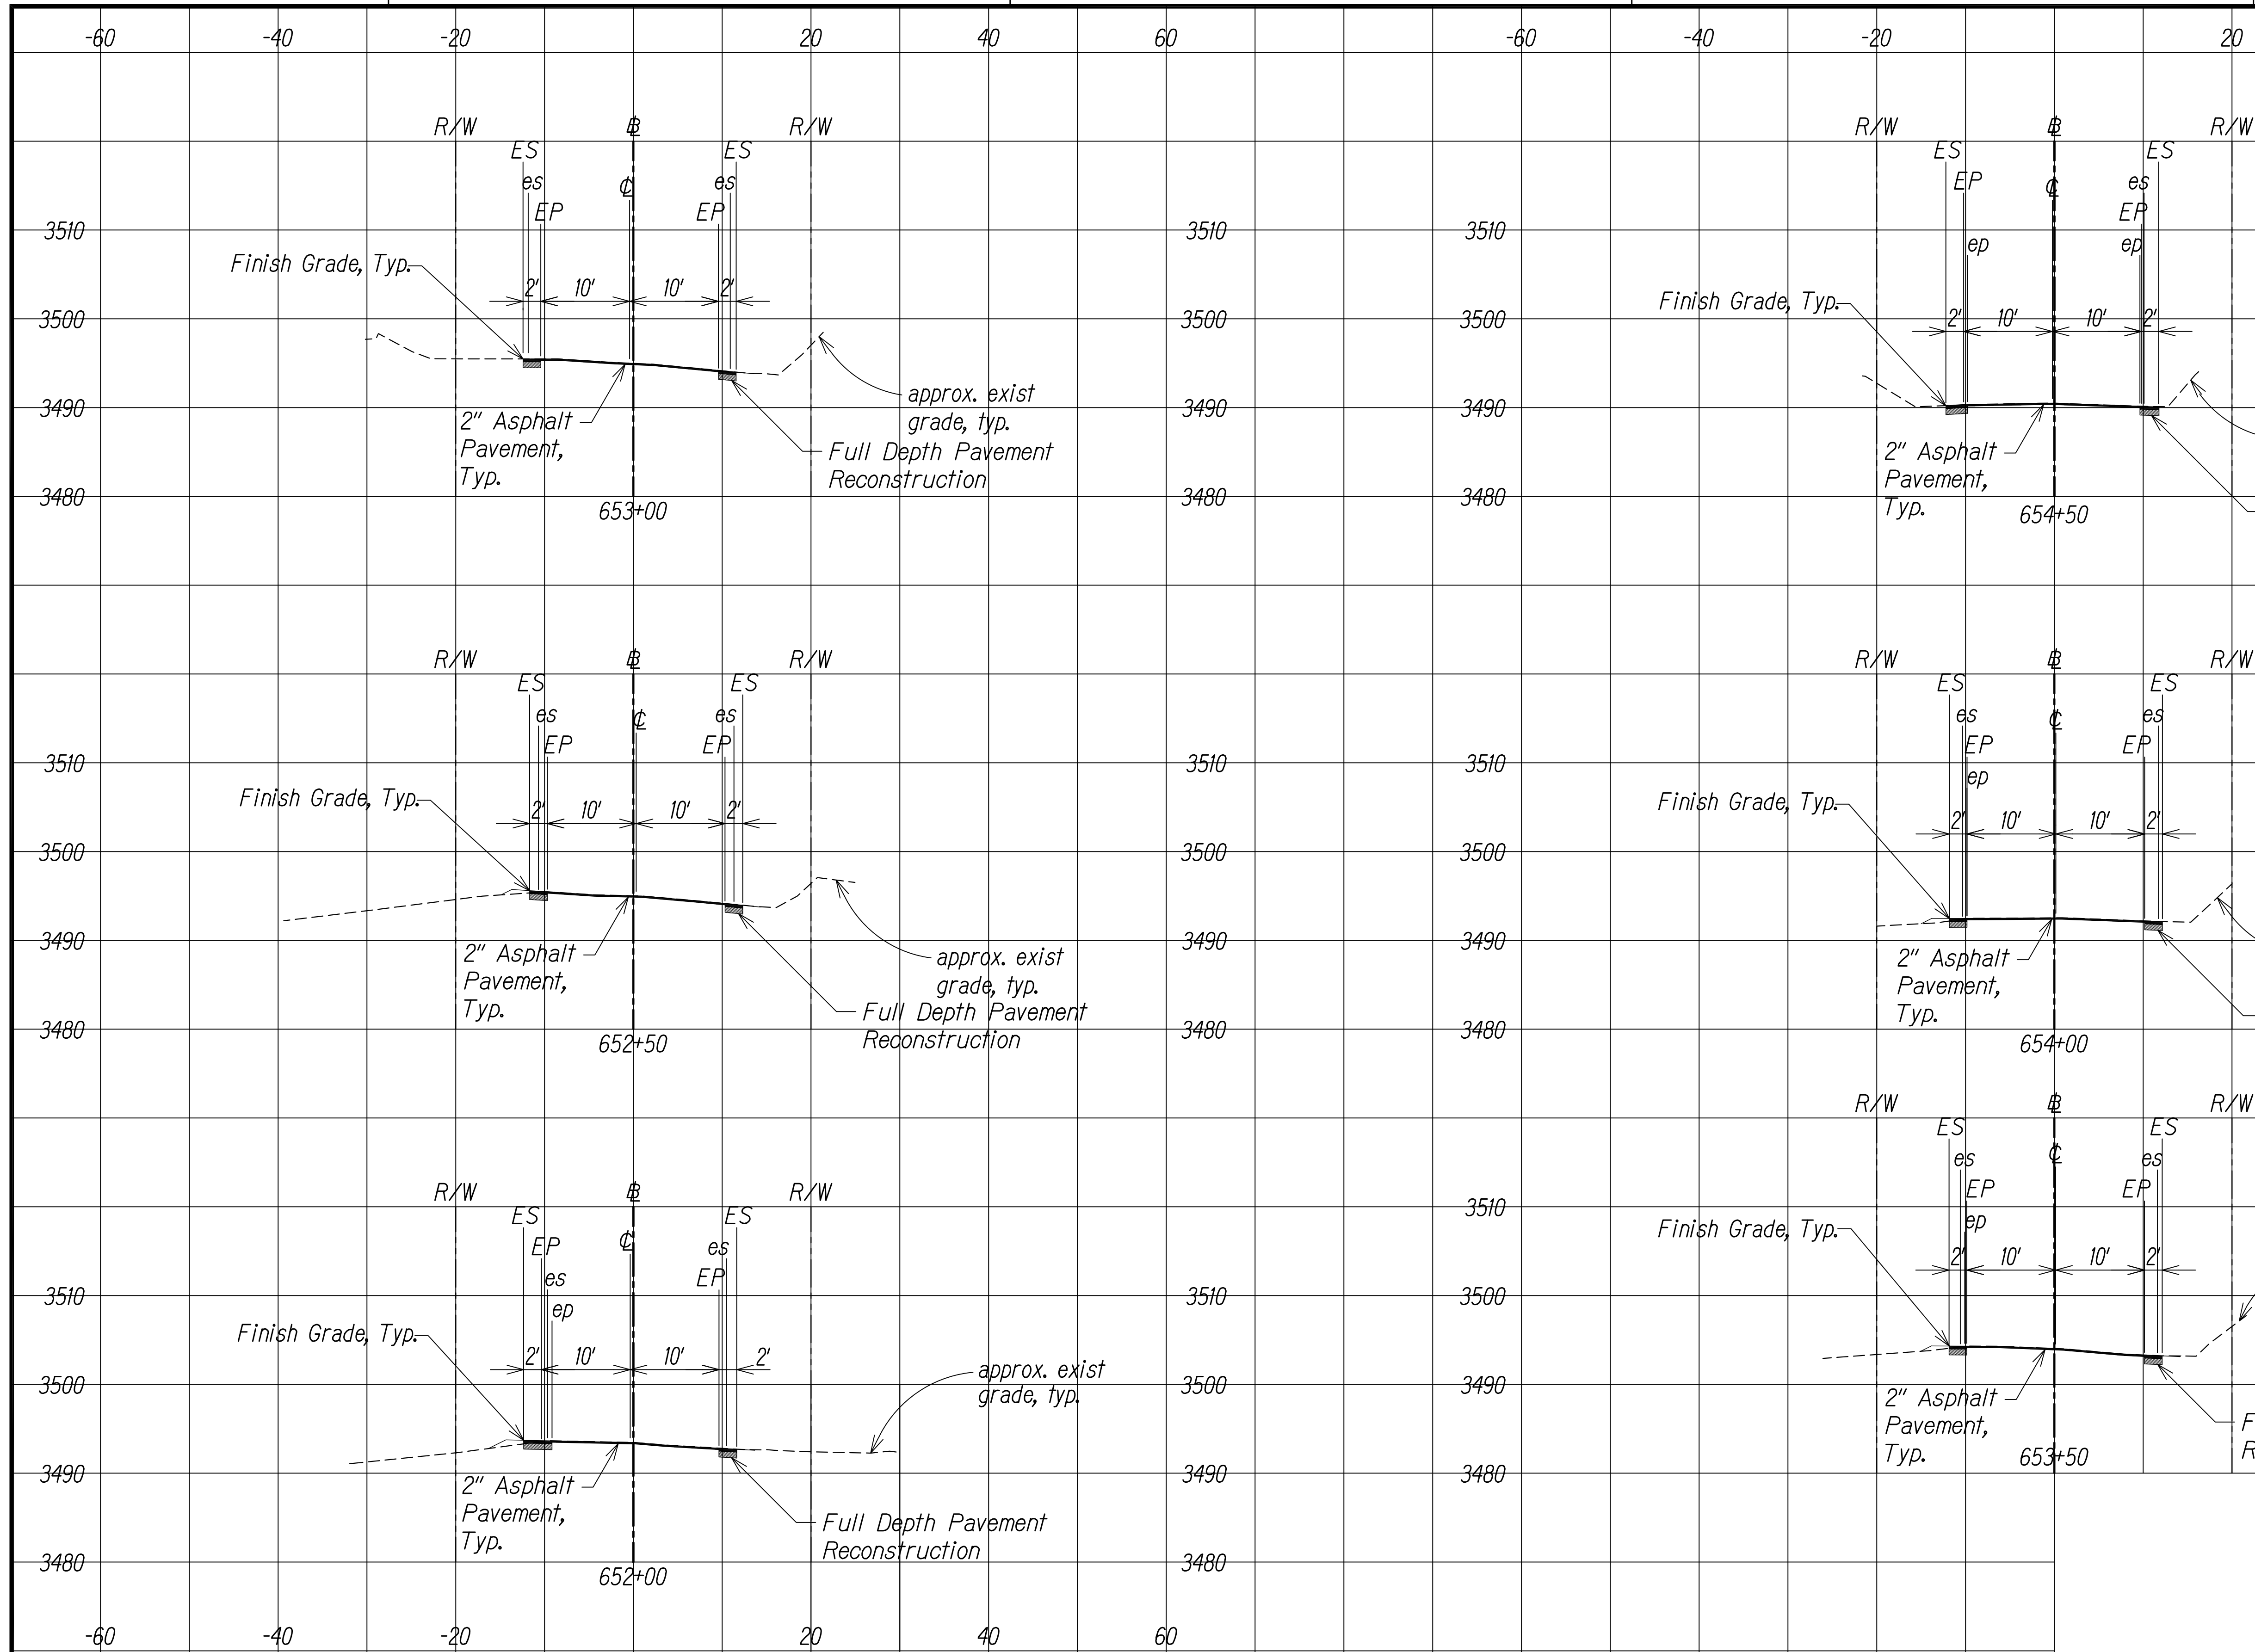 -60 -40 -20 20 40 60 -60 -40 -20 20
R/W ℄ R/W
ES ES
es es
EP ℄ EP
3510 3510
Finish Grade, Typ.
2' 10' 10' 2'
3500 3500
approx. exist
grade, typ.
3490 3490
2" Asphalt
Pavement,
Typ.
Full Depth Pavement
Reconstruction
3480 3480
653+00
R/W ℄ R/W
ES ES
es es
EP ℄ EP
3510 3510
Finish Grade, Typ.
2' 10' 10' 2'
3500 3500
3490 3490
2" Asphalt
Pavement,
Typ.
approx. exist
grade, typ.
Full Depth Pavement
Reconstruction
3480 3480
652+50
R/W ℄ R/W
ES ES
EP ℄ es
es EP
ep
3510 3510
Finish Grade, Typ.
2' 10' 10' 2'
approx. exist
grade, typ.
3500 3500
3490 3490
2" Asphalt
Pavement,
Typ.
Full Depth Pavement
Reconstruction
3480 3480
652+00
R/W ℄ R/W
ES ES
EP ℄ es
EP
ep ep
3510
Finish Grade, Typ.
2' 10' 10' 2'
3500
3490
2" Asphalt
Pavement,
Typ.
3480
654+50
R/W ℄ R/W
ES ES
es ℄ es
EP EP
ep
3510
Finish Grade, Typ.
2' 10' 10' 2'
3500
3490
2" Asphalt
Pavement,
Typ.
3480
654+00
R/W ℄ R/W
ES ES
es ℄ es
EP EP
ep
3510
Finish Grade, Typ.
2' 10' 10' 2'
3500
3490
2" Asphalt
Pavement,
Typ.
F
R
3480
653+50
-60 -40 -20 20 40 60